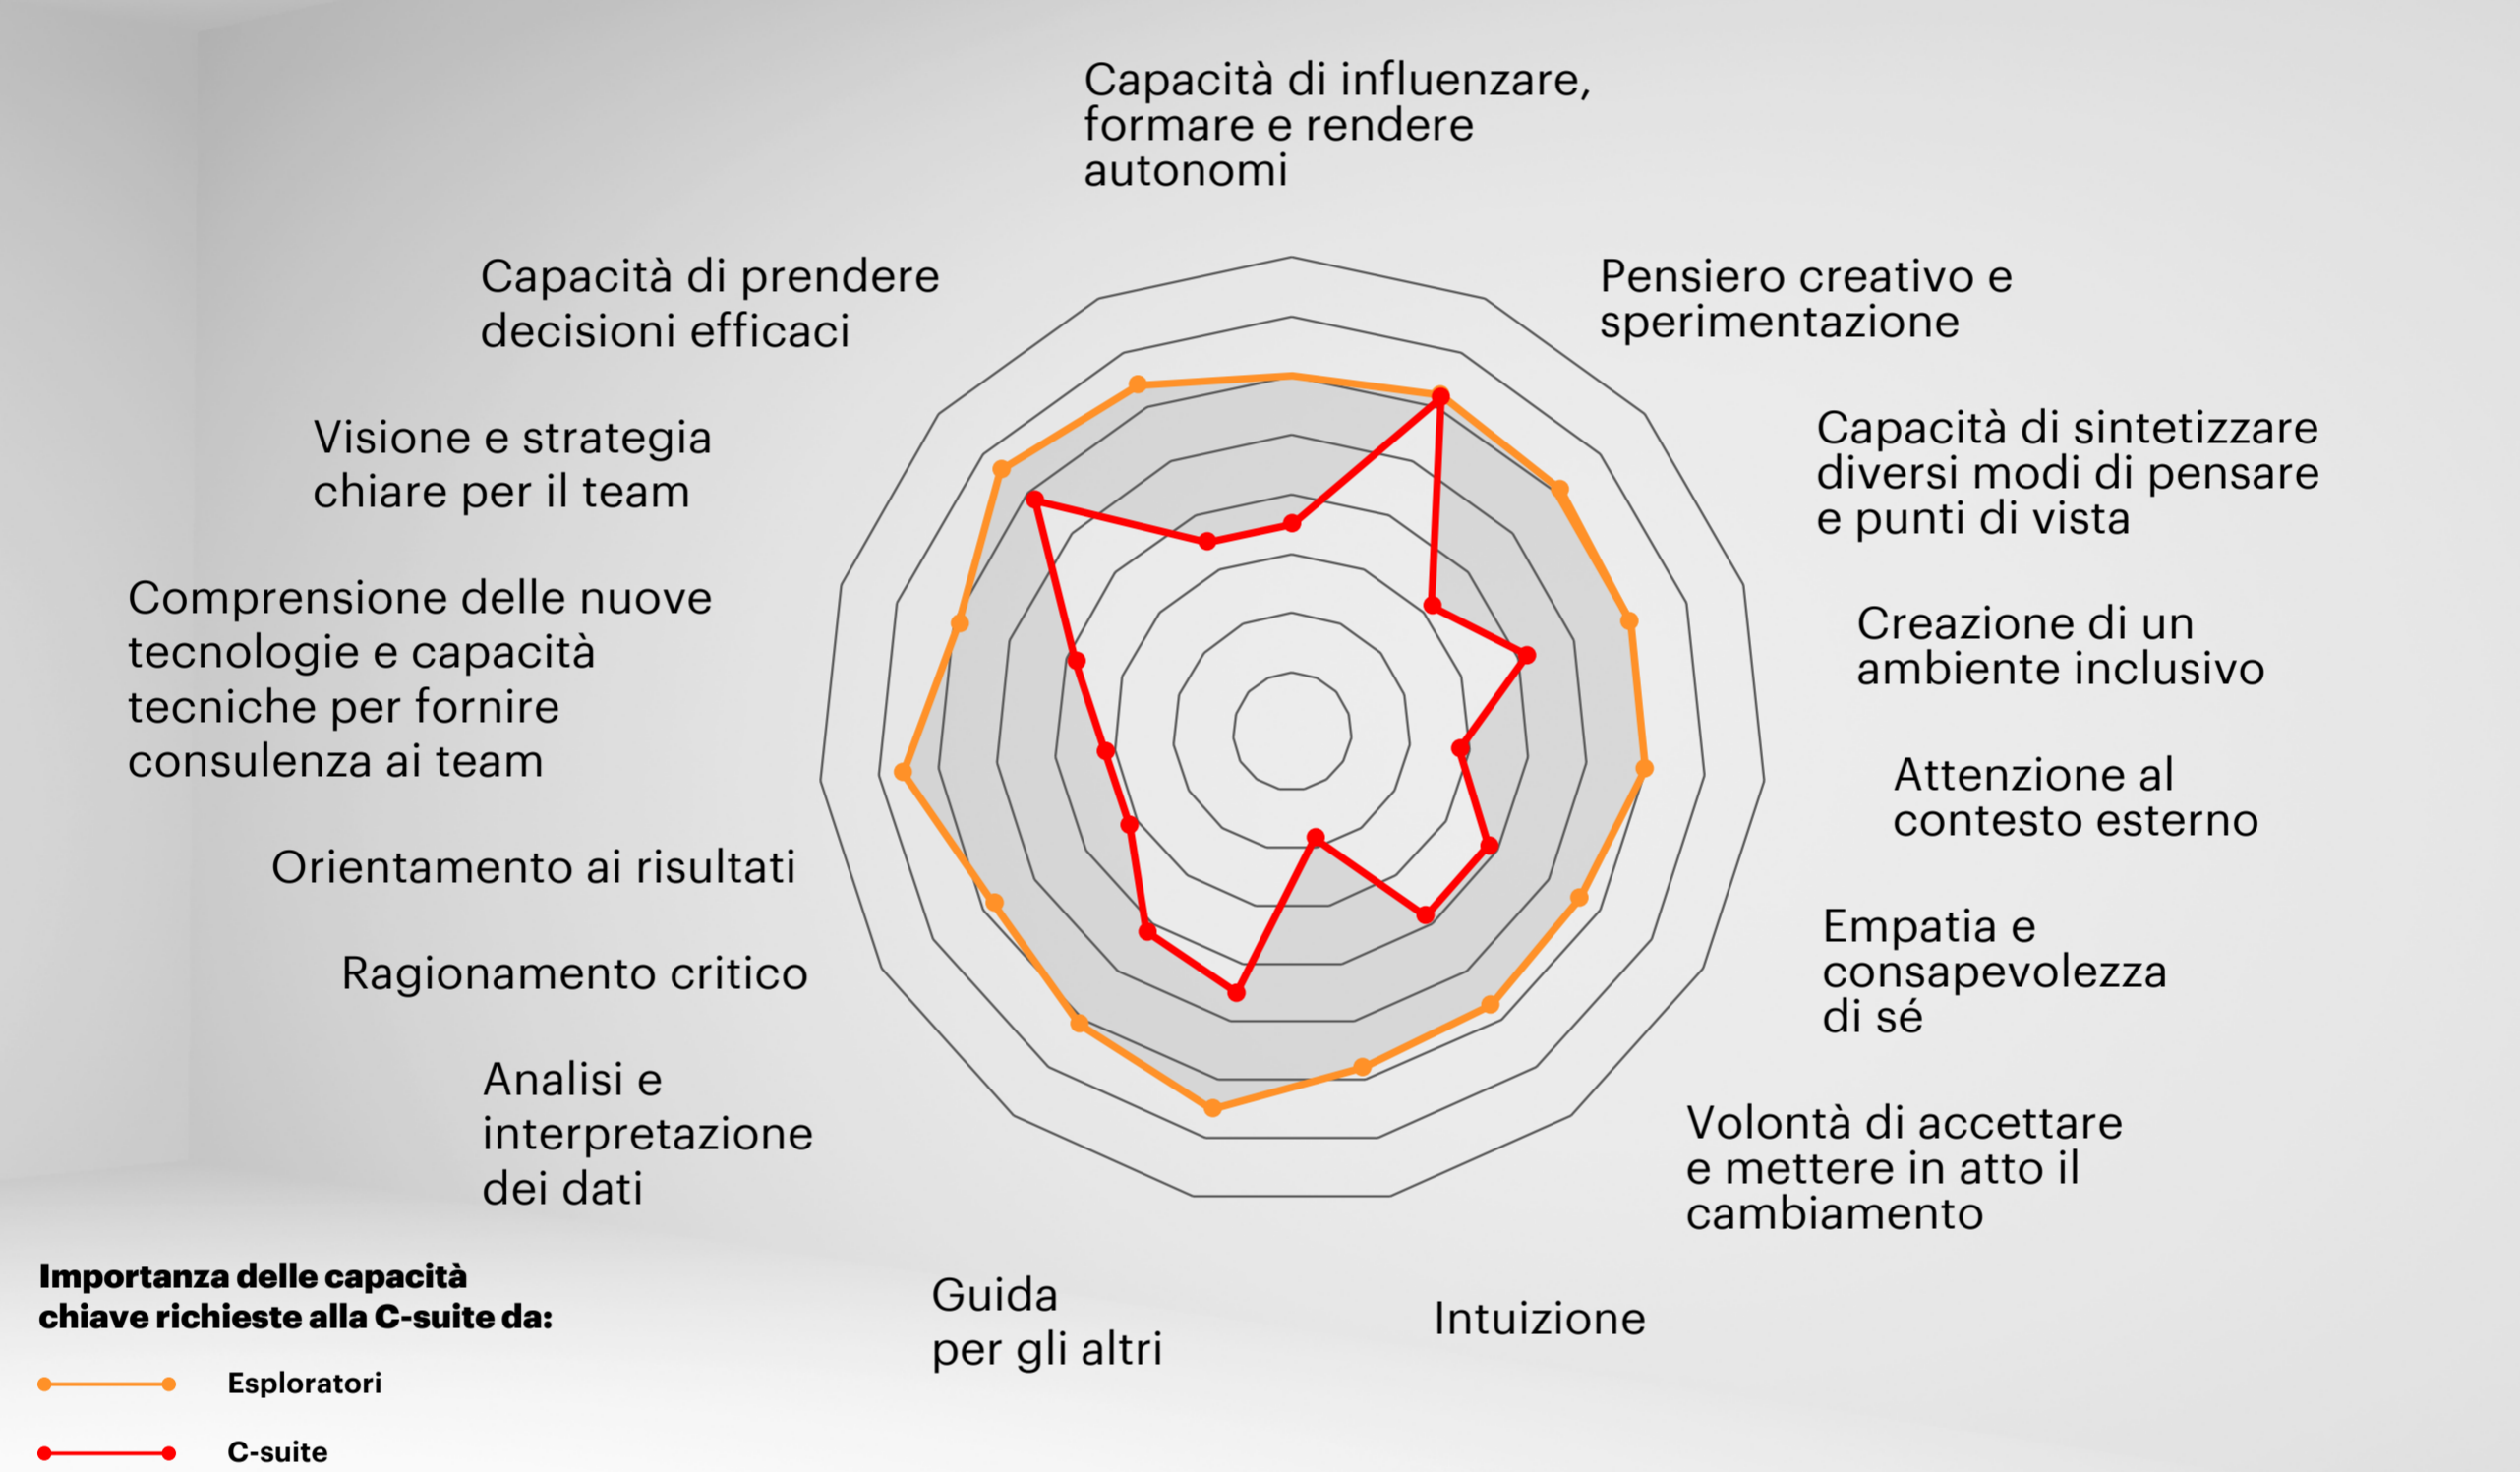 Capacità di influenzare,
formare e rendere
autonomi
Pensiero creativo e
sperimentazione
Capacità di sintetizzare
diversi modi di pensare
e punti di vista
Creazione di un
ambiente inclusivo
Attenzione al
contesto esterno
Empatia e
consapevolezza
di sé
Volontà di accettare
e mettere in atto il
cambiamento
Intuizione
Guida
per gli altri
Analisi e
interpretazione
dei dati
Ragionamento critico
Orientamento ai risultati
Comprensione delle nuove
tecnologie e capacità
tecniche per fornire
consulenza ai team
Visione e strategia
chiare per il team
Capacità di prendere
decisioni efficaci
Importanza delle capacità
chiave richieste alla C-suite da:
Esploratori
C-suite